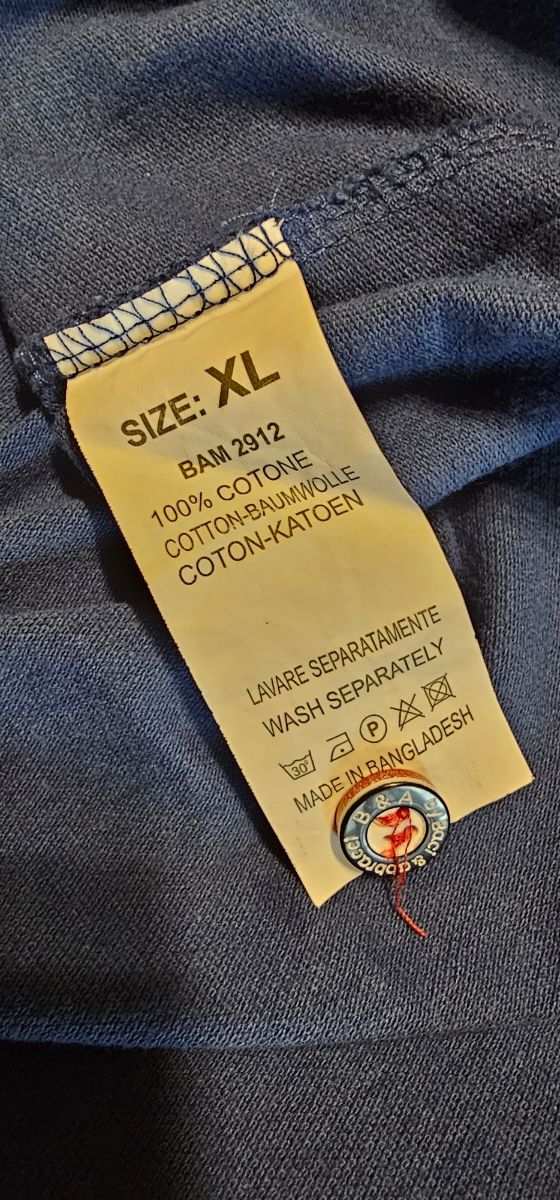 SIZE: XL
BAM 2912
100% COTONE
COTTON-BAUMWOLLE
COTON-KATOEN
LAVARE SEPARATAMENTE
WASH SEPARATELY
30° P
MADE IN BANGLADESH
B & A
Baci & abbracci